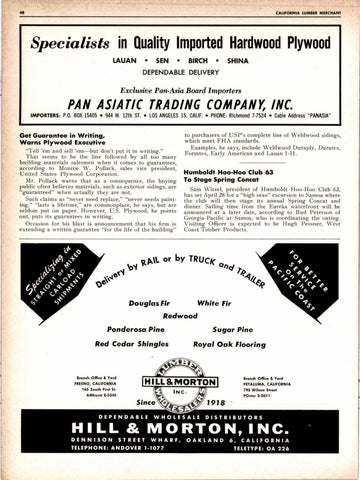 48
CALIFORNIA LUMBER MERCHANT
Specialists in Quality Imported Hardwood Plywood
LAUAN • SEN • BIRCH • SHINA
DEPENDABLE DELIVERY
Exclusive Pan-Asia Board Importers
PAN ASIATIC TRADING COMPANY, INC.
IMPORTERS: P.O. BOX 15405 • 944 W. 12th ST. • LOS ANGELES 15, CALIF. • PHONE: Richmond 7-7524 • Cable Address "PANASIA"
Get Guarantee in Writing,
Warns Plywood Executive
"Tell 'em and sell 'em—but don't put it in writing."
That seems to be the line followed by all too many
building materials salesmen when it comes to guarantees,
according to Monroe W. Pollack, sales vice president,
United States Plywood Corporation.
Mr. Pollack warns that as a consequence, the buying
public often believes materials, such as exterior sidings, are
"guaranteed" when actually they are not.
Such claims as "never need replace," "never needs paint-
ing," "lasts a lifetime," are commonplace, he says, but are
seldom put on paper. However, U.S. Plywood, he points
out, puts its guarantees in writing.
Occasion for his blast is announcement that his firm is
extending a written guarantee "for the life of the building"
to purchasers of USP's complete line of Weldwood sidings,
which meet FHA standards.
Examples, he says, include Weldwood Duraply, Duratex,
Formtex, Early American and Lauan 1-11.
Humboldt Hoo-Hoo Club 63
To Stage Spring Concat
Sam Witzel, president of Humboldt Hoo-Hoo Club 63,
has set April 28 for a "high-seas" excursion to Samoa where
the club will then stage its annual Spring Concat and
dinner. Sailing time from the Eureka waterfront will be
announced at a later date, according to Bud Peterson of
Georgia-Pacific at Samoa, who is coordinating the outing.
Visiting Officer is expected to be Hugh Pessner, West
Coast Timber Products.
Specializing in
STRAIGHT or MIXED
CARLOAD
SHIPMENTS
Delivery by RAIL or by TRUCK and TRAILER
FOR BETTER
SERVICE
on the
PACIFIC COAST
Douglas Fir
White Fir
Redwood
Ponderosa Pine
Sugar Pine
Red Cedar Shingles
Royal Oak Flooring
Branch Office & Yard
FRESNO, CALIFORNIA
165 South First St.
AMhurst 8-5543
LUMBER
HILL & MORTON
INC.
WHOLESALERS
Since 1918
Branch Office & Yard
PETALUMA, CALIFORNIA
795 Wilson Street
POrter 3-2011
DEPENDABLE WHOLESALE DISTRIBUTORS
HILL & MORTON, INC.
DENNISON STREET WHARF, OAKLAND 6, CALIFORNIA
TELEPHONE: ANDOVER 1-1077
TELETYPE: OA 226